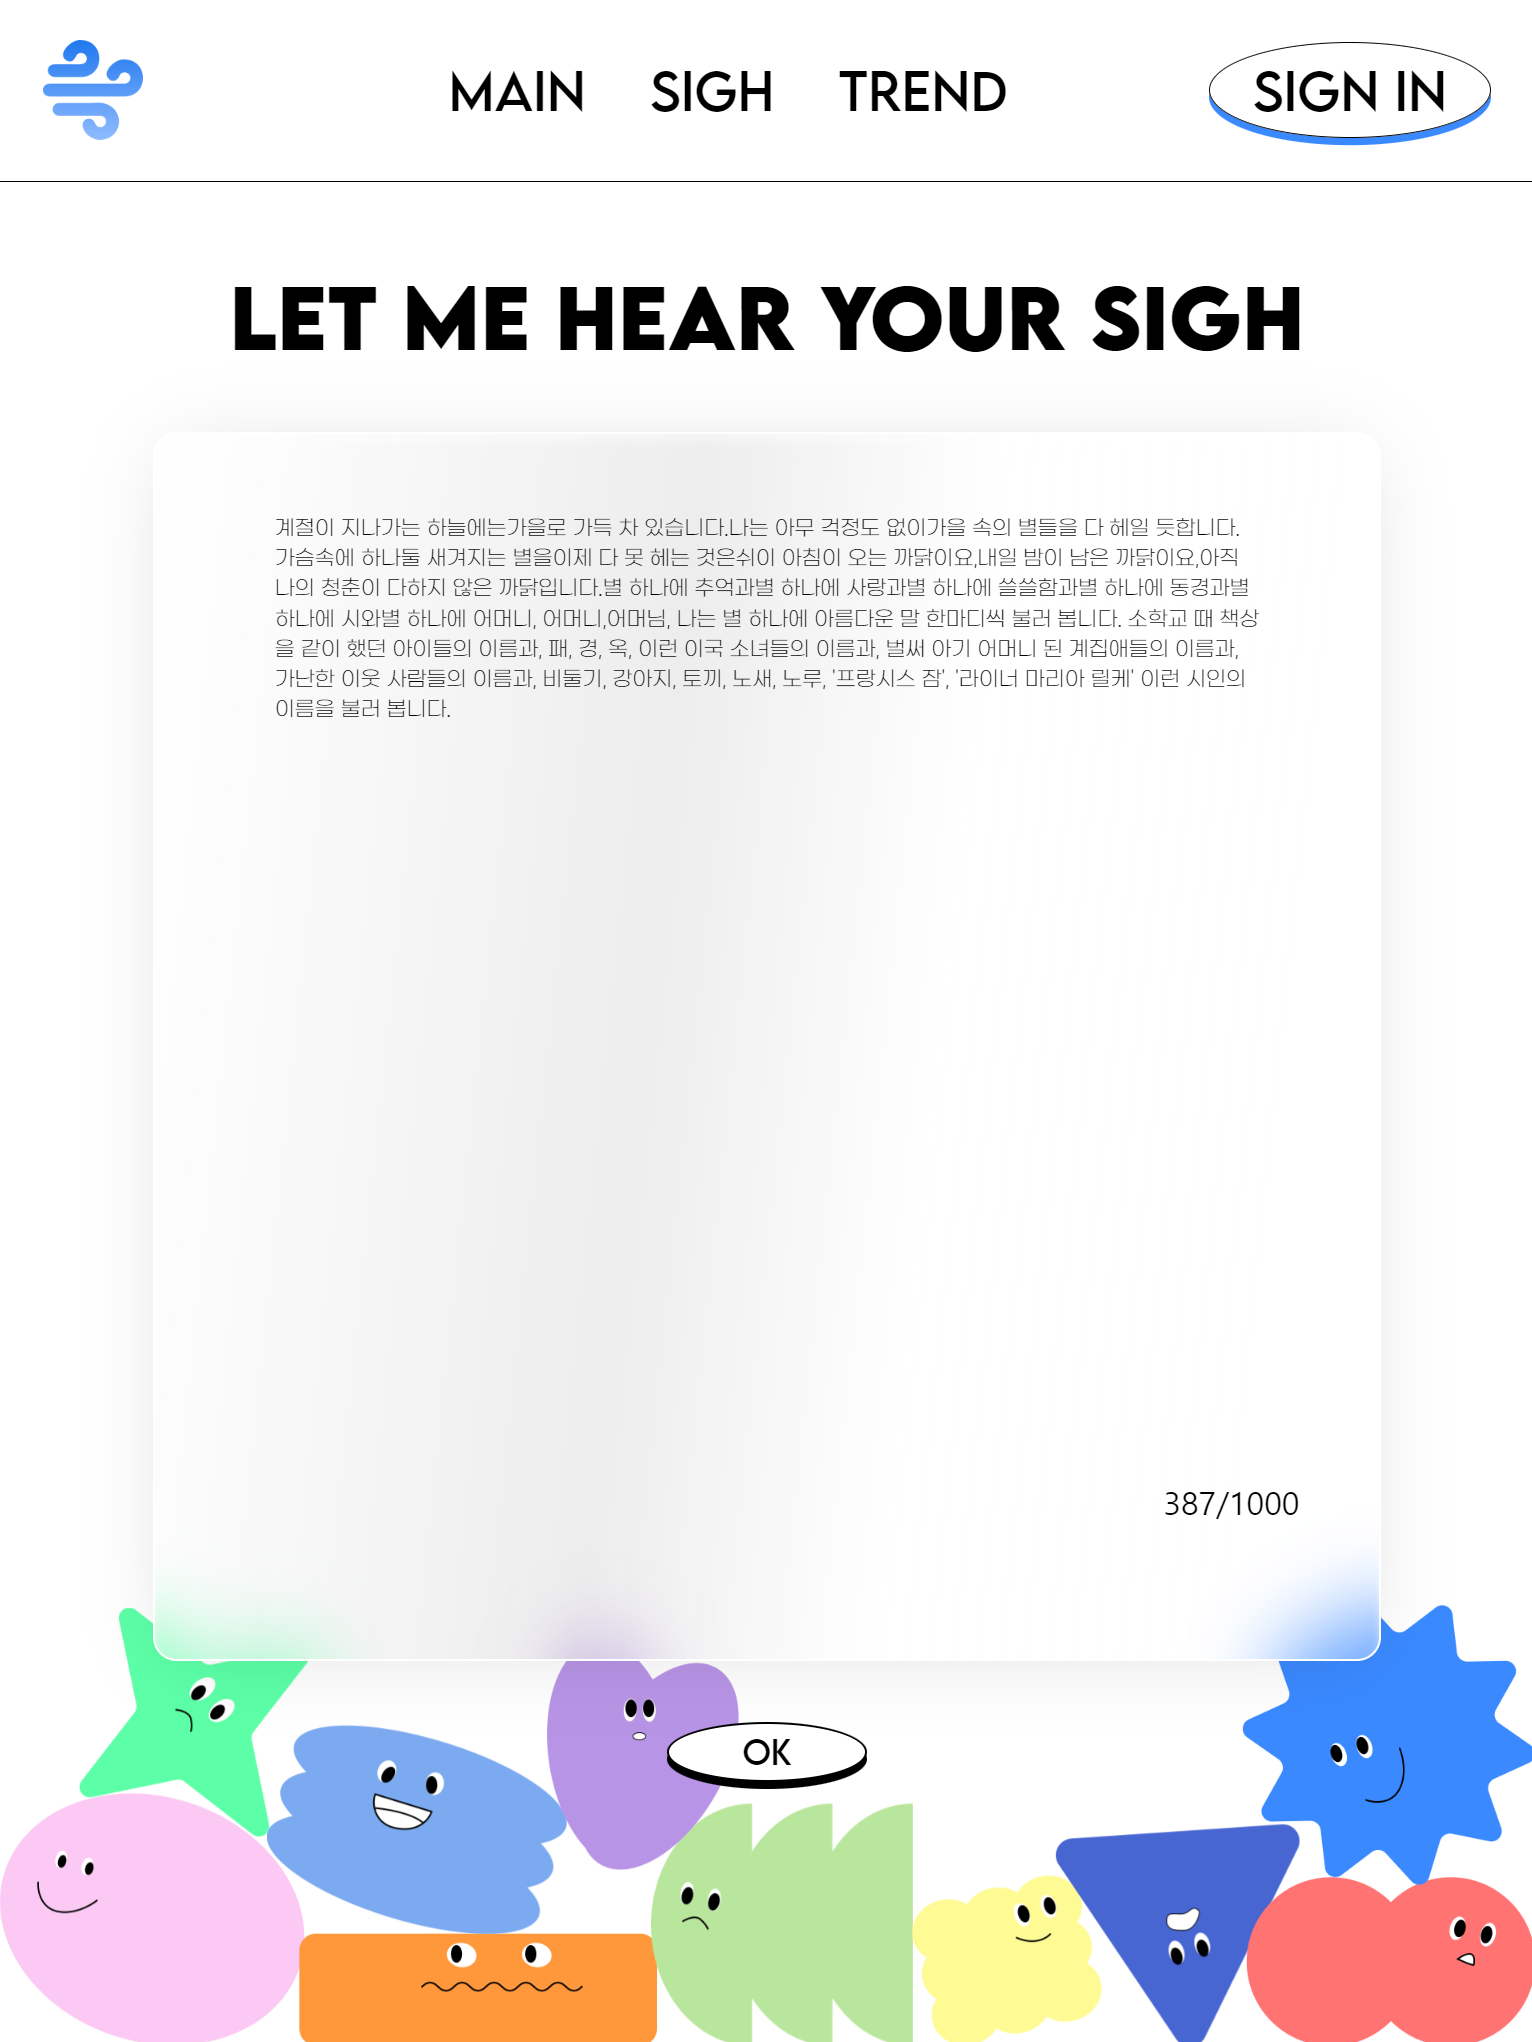 MAIN SIGH TREND SIGN IN
LET ME HEAR YOUR SIGH
계절이 지나가는 하늘에는가을로 가득 차 있습니다.나는 아무 걱정도 없이가을 속의 별들을 다 헤일 듯합니다.
가슴속에 하나둘 새겨지는 별을이제 다 못 헤는 것은쉬이 아침이 오는 까닭이요,내일 밤이 남은 까닭이요,아직
나의 청춘이 다하지 않은 까닭입니다.별 하나에 추억과별 하나에 사랑과별 하나에 쓸쓸함과별 하나에 동경과별
하나에 시와별 하나에 어머니, 어머니,어머님, 나는 별 하나에 아름다운 말 한마디씩 불러 봅니다. 소학교 때 책상
을 같이 했던 아이들의 이름과, 패, 경, 옥, 이런 이국 소녀들의 이름과, 벌써 아기 어머니 된 계집애들의 이름과,
가난한 이웃 사람들의 이름과, 비둘기, 강아지, 토끼, 노새, 노루, '프랑시스 잠', '라이너 마리아 릴케' 이런 시인의
이름을 불러 봅니다.
387/1000
OK